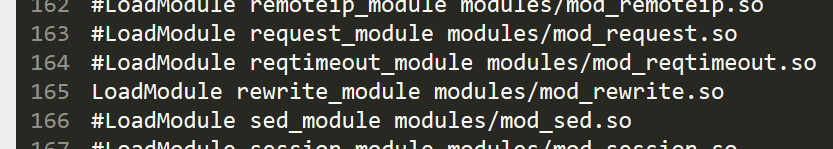 162 #LoadModule remoteip_module modules/mod_remoteip.so
163 #LoadModule request_module modules/mod_request.so
164 #LoadModule reqtimeout_module modules/mod_reqtimeout.so
165 LoadModule rewrite_module modules/mod_rewrite.so
166 #LoadModule sed_module modules/mod_sed.so
167 #LoadModule session_module modules/mod_session.so